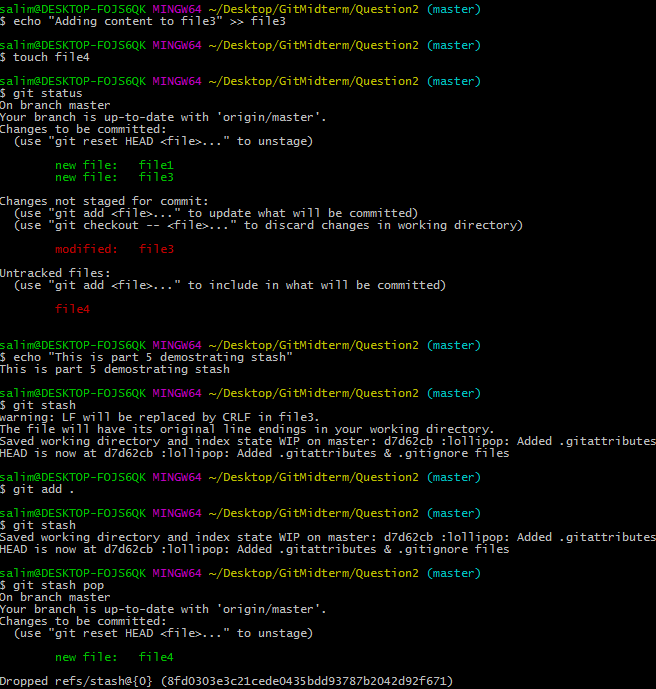 salim@DESKTOP-FOJS6QK MINGW64 ~/Desktop/GitMidterm/Question2 (master)
$ echo "Adding content to file3" >> file3
salim@DESKTOP-FOJS6QK MINGW64 ~/Desktop/GitMidterm/Question2 (master)
$ touch file4
salim@DESKTOP-FOJS6QK MINGW64 ~/Desktop/GitMidterm/Question2 (master)
$ git status
On branch master
Your branch is up-to-date with 'origin/master'.
Changes to be committed:
  (use "git reset HEAD <file>..." to unstage)
        new file:   file1
        new file:   file3
Changes not staged for commit:
  (use "git add <file>..." to update what will be committed)
  (use "git checkout -- <file>..." to discard changes in working directory)
        modified:   file3
Untracked files:
  (use "git add <file>..." to include in what will be committed)
        file4
salim@DESKTOP-FOJS6QK MINGW64 ~/Desktop/GitMidterm/Question2 (master)
$ echo "This is part 5 demostrating stash"
This is part 5 demostrating stash
salim@DESKTOP-FOJS6QK MINGW64 ~/Desktop/GitMidterm/Question2 (master)
$ git stash
warning: LF will be replaced by CRLF in file3.
The file will have its original line endings in your working directory.
Saved working directory and index state WIP on master: d7d62cb :lollipop: Added .gitattributes
HEAD is now at d7d62cb :lollipop: Added .gitattributes & .gitignore files
salim@DESKTOP-FOJS6QK MINGW64 ~/Desktop/GitMidterm/Question2 (master)
$ git add .
salim@DESKTOP-FOJS6QK MINGW64 ~/Desktop/GitMidterm/Question2 (master)
$ git stash
Saved working directory and index state WIP on master: d7d62cb :lollipop: Added .gitattributes
HEAD is now at d7d62cb :lollipop: Added .gitattributes & .gitignore files
salim@DESKTOP-FOJS6QK MINGW64 ~/Desktop/GitMidterm/Question2 (master)
$ git stash pop
On branch master
Your branch is up-to-date with 'origin/master'.
Changes to be committed:
  (use "git reset HEAD <file>..." to unstage)
        new file:   file4
Dropped refs/stash@{0} (8fd0303e3c21cede0435bdd93787b2042d92f671)